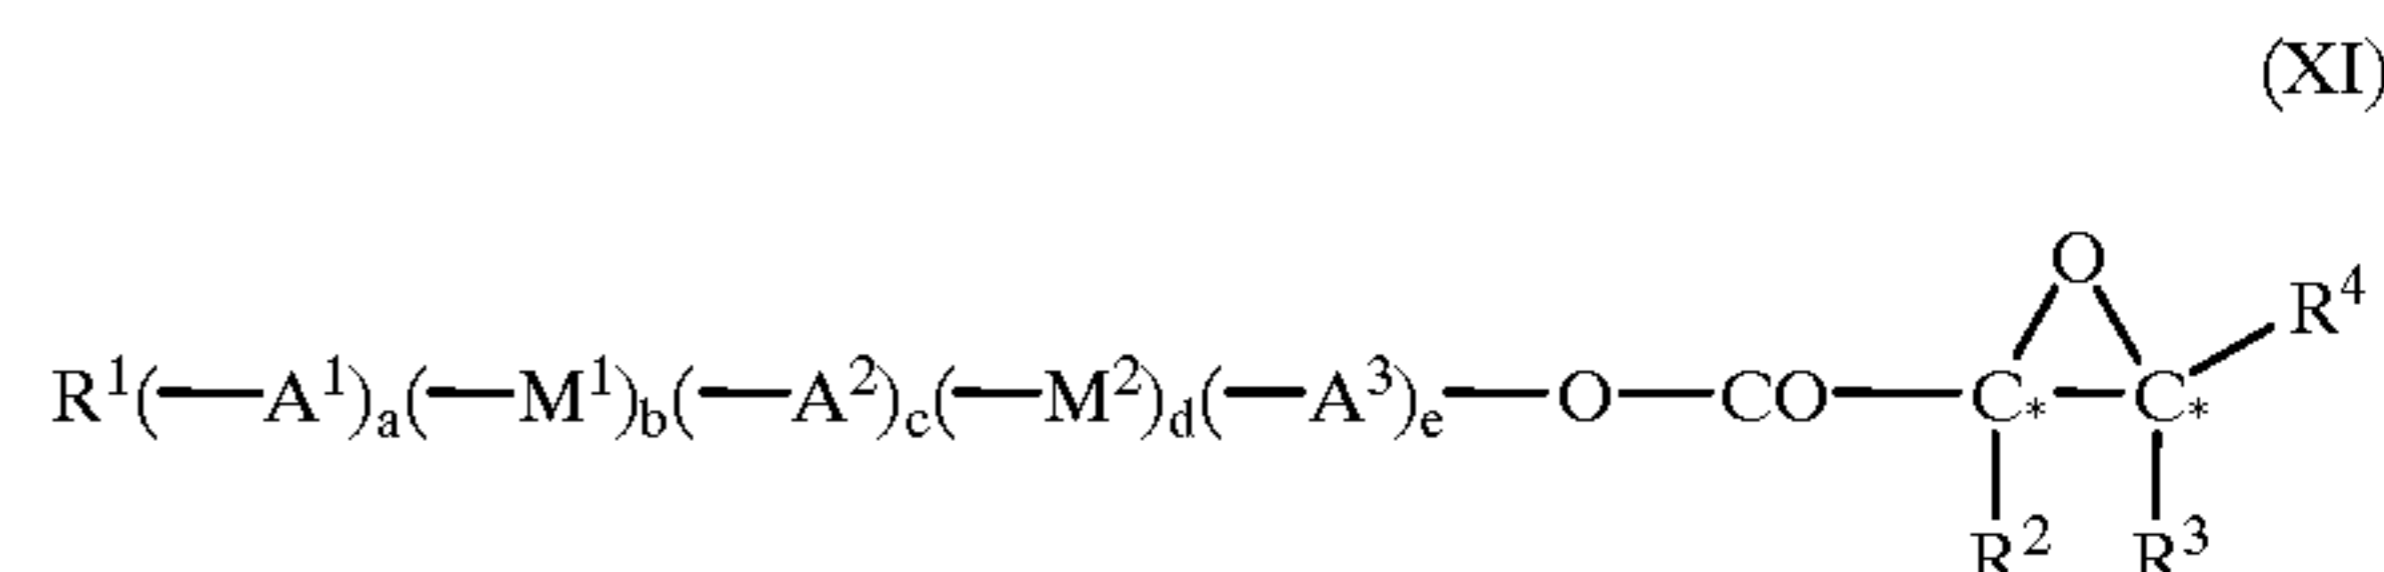 (XI)
O
R⁴
R¹(—A¹)a(—M¹)b(—A²)c(—M²)d(—A³)e—O—CO—C*—C*
R² R³